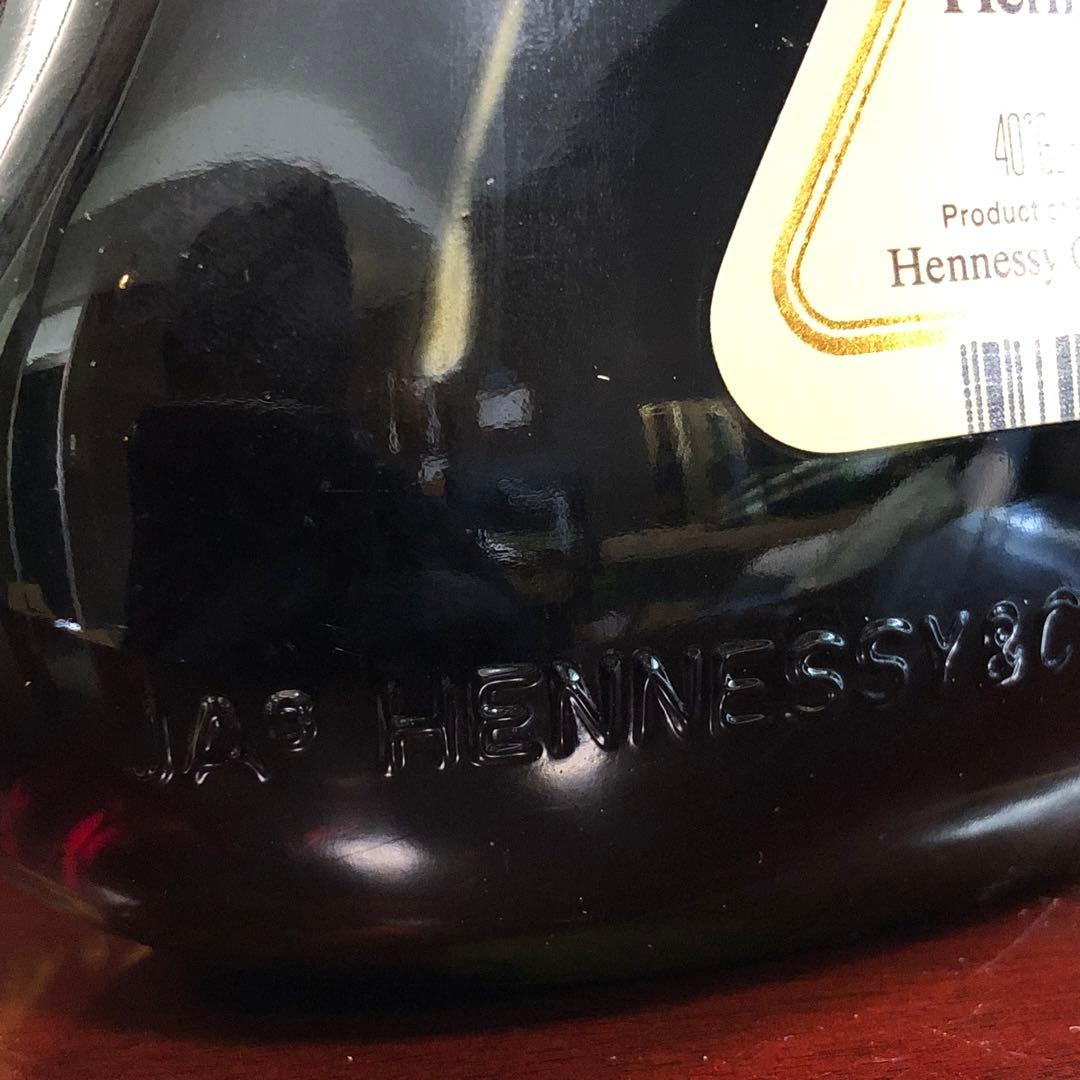 40%
Product
Hennessy
JAS HENNESSY & C